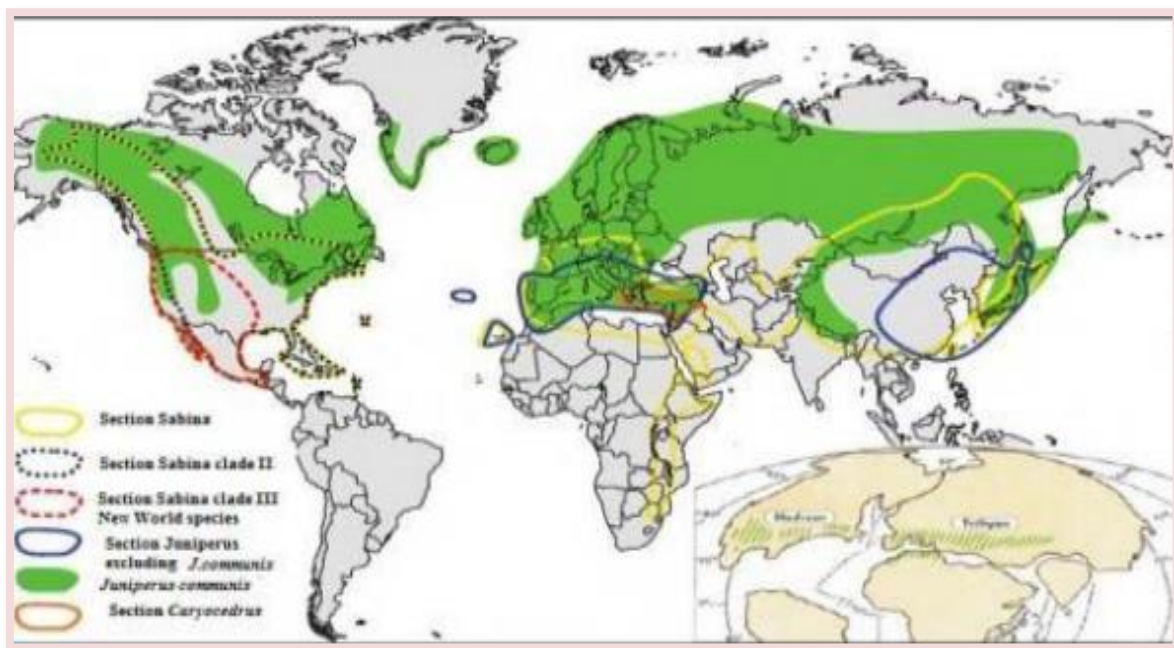 Section Sabina
Section Sabina clade II
Section Sabina clade III
New World species
Section Juniperus
excluding J.communis
Juniperus communis
Section Caryocedrus